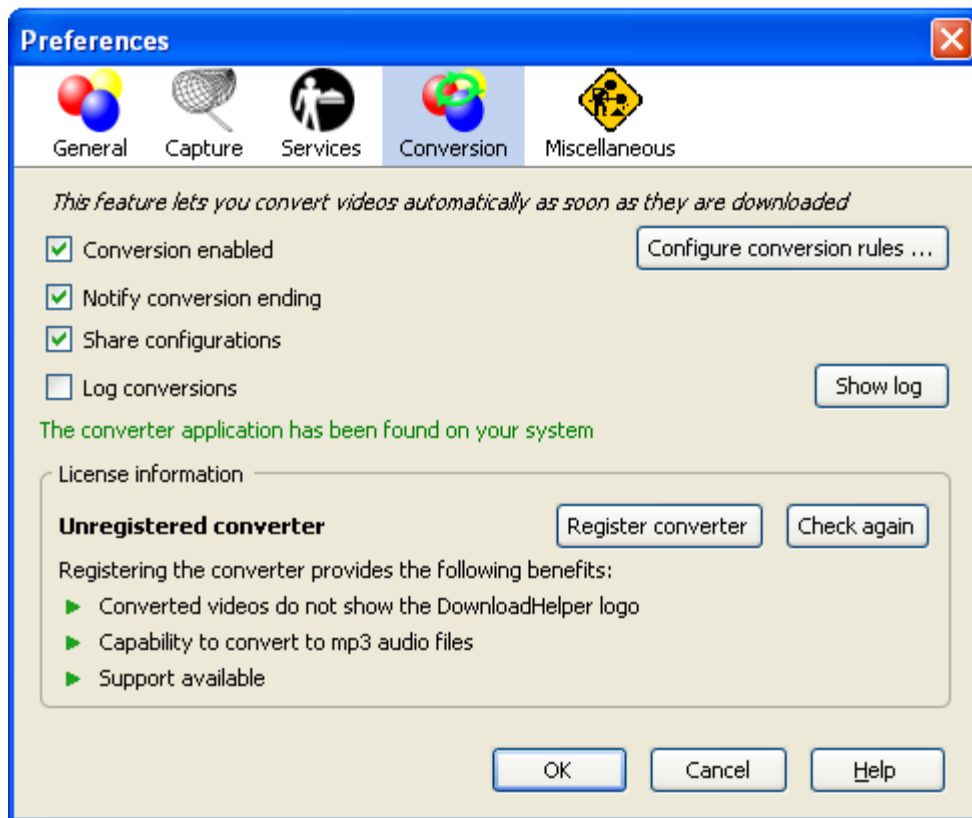 Preferences
General Capture Services Conversion Miscellaneous
This feature lets you convert videos automatically as soon as they are downloaded
Conversion enabled Configure conversion rules ...
Notify conversion ending
Share configurations
Log conversions Show log
The converter application has been found on your system
License information
Unregistered converter Register converter Check again
Registering the converter provides the following benefits:
Converted videos do not show the DownloadHelper logo
Capability to convert to mp3 audio files
Support available
OK Cancel Help